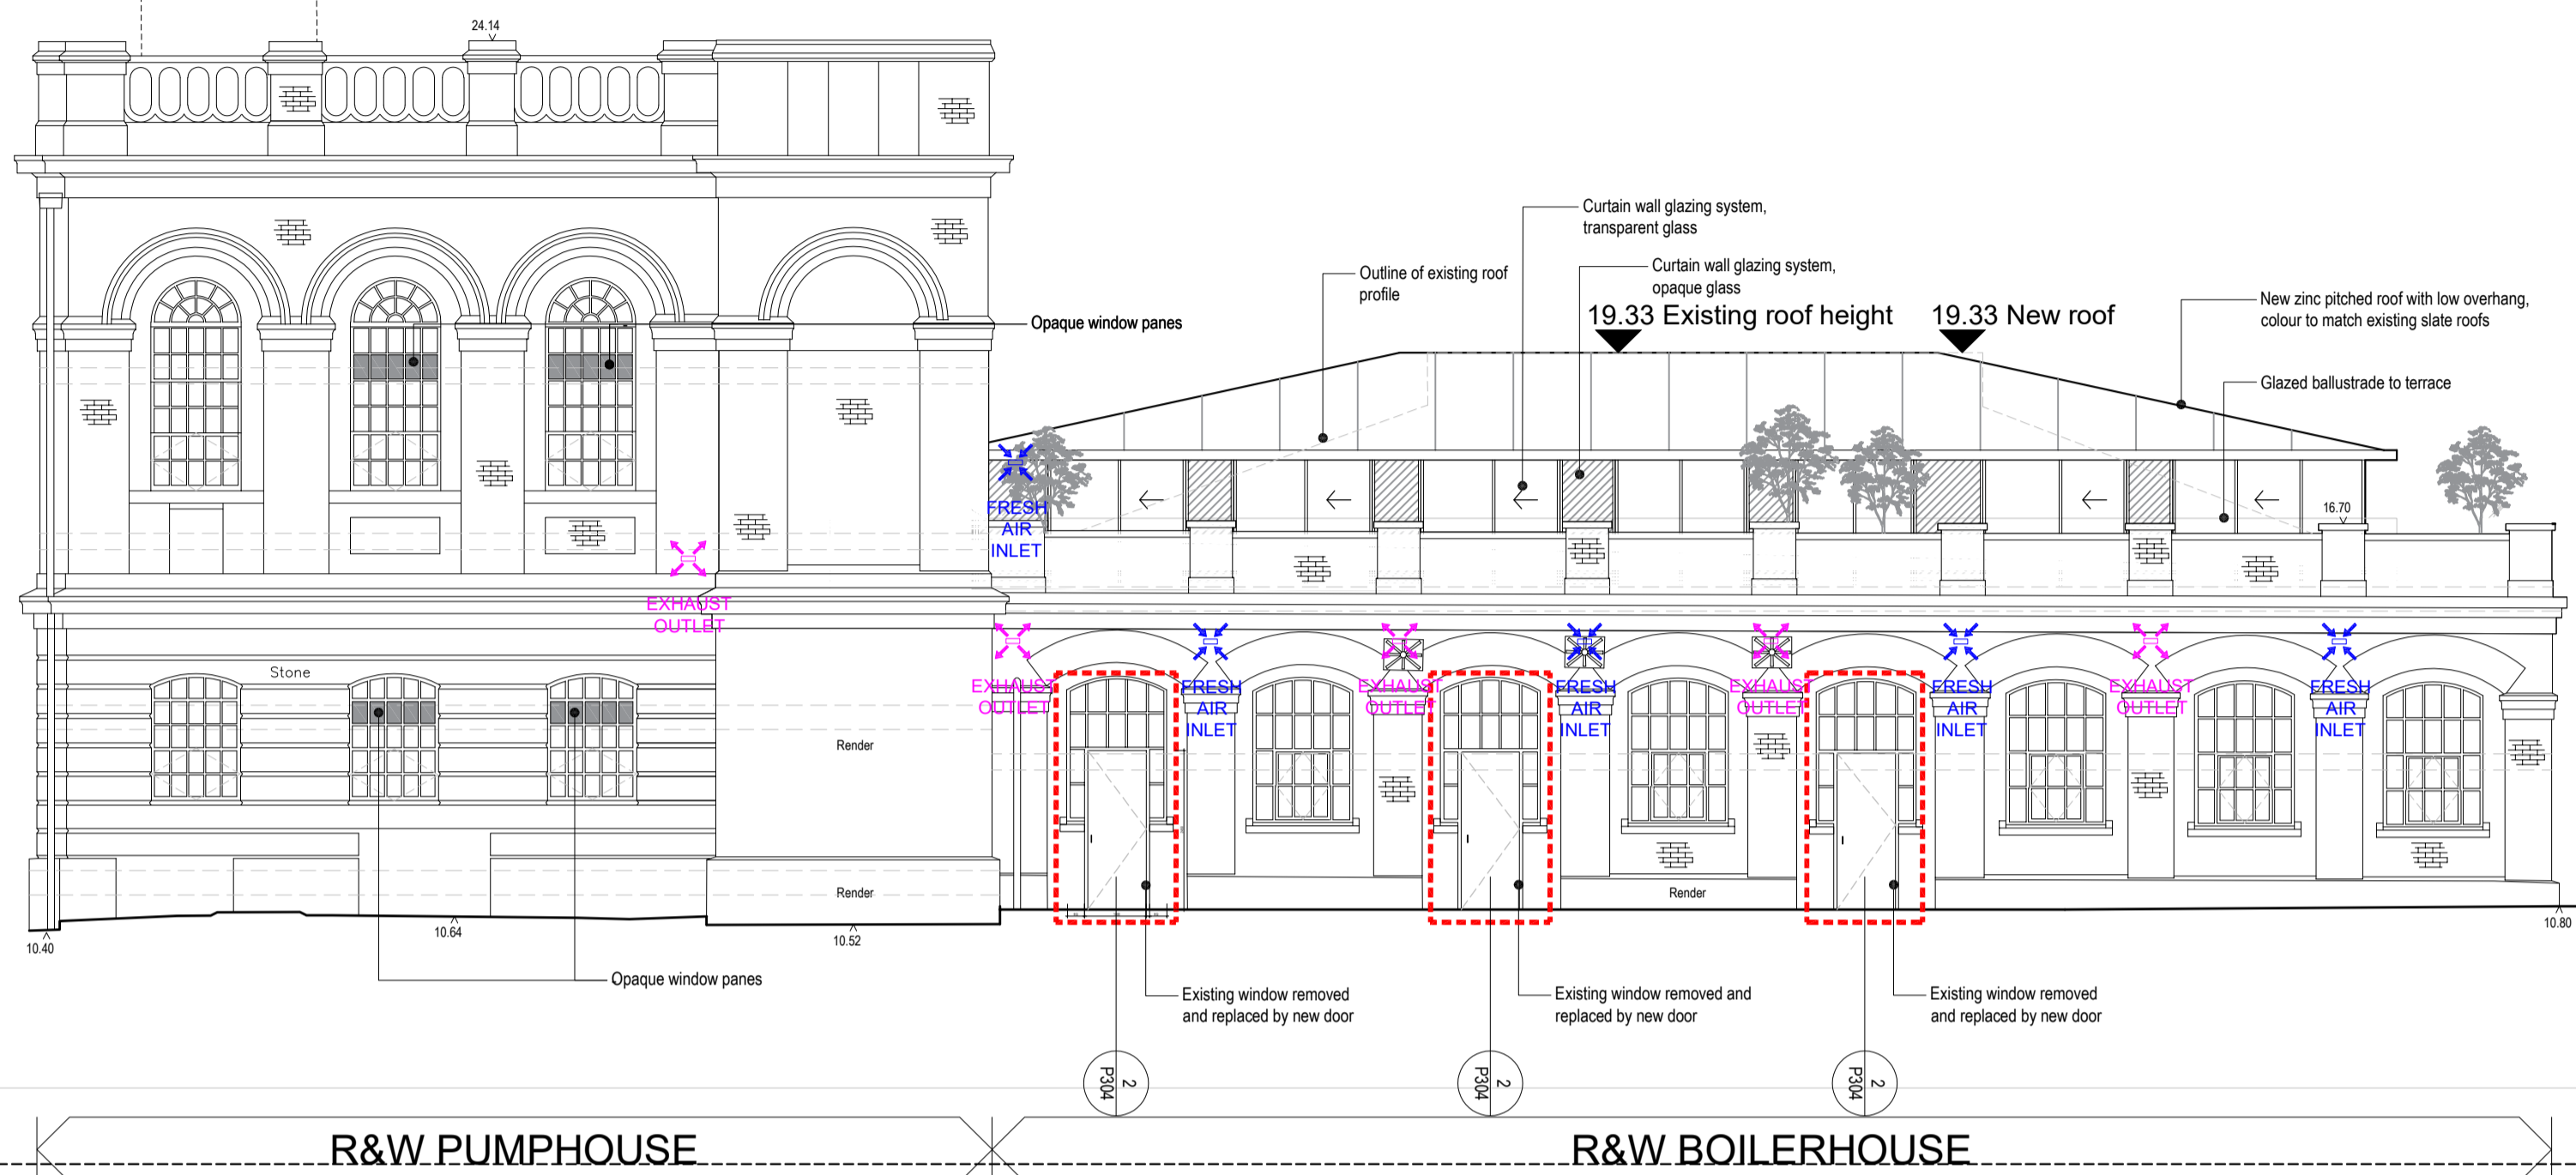 24.14
Curtain wall glazing system,
transparent glass
Curtain wall glazing system,
opaque glass
Outline of existing roof
profile
19.33 Existing roof height
19.33 New roof
New zinc pitched roof with low overhang,
colour to match existing slate roofs
Opaque window panes
Glazed ballustrade to terrace
16.70
FRESH
AIR
INLET
EXHAUST
OUTLET
Stone
EXHAUST
OUTLET
FRESH
AIR
INLET
EXHAUST
OUTLET
FRESH
AIR
INLET
EXHAUST
OUTLET
FRESH
AIR
INLET
EXHAUST
OUTLET
FRESH
AIR
INLET
Render
Render
Render
10.40
10.64
10.52
10.80
Opaque window panes
Existing window removed
and replaced by new door
Existing window removed and
replaced by new door
Existing window removed
and replaced by new door
2
P304
2
P304
2
P304
R&W PUMPHOUSE
R&W BOILERHOUSE